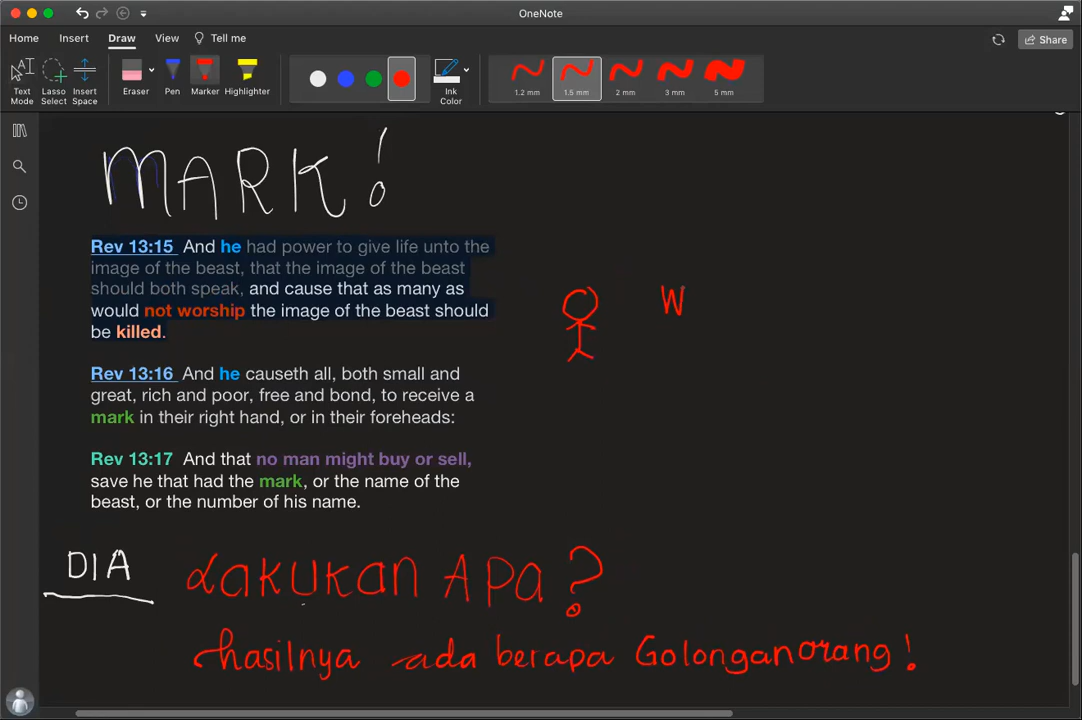 OneNote
Home Insert Draw View Tell me
Share
Text Mode
Lasso Select
Insert Space
Eraser
Pen
Marker
Highlighter
Ink Color
1.2 mm
1.5 mm
2 mm
3 mm
5 mm
MARK!
Rev 13:15 And he had power to give life unto the
image of the beast, that the image of the beast
should both speak, and cause that as many as
would not worship the image of the beast should
be killed.
W
Rev 13:16 And he causeth all, both small and
great, rich and poor, free and bond, to receive a
mark in their right hand, or in their foreheads:
Rev 13:17 And that no man might buy or sell,
save he that had the mark, or the name of the
beast, or the number of his name.
DIA LaKUKan APa?
hasilnya ada berapa Golongan orang!